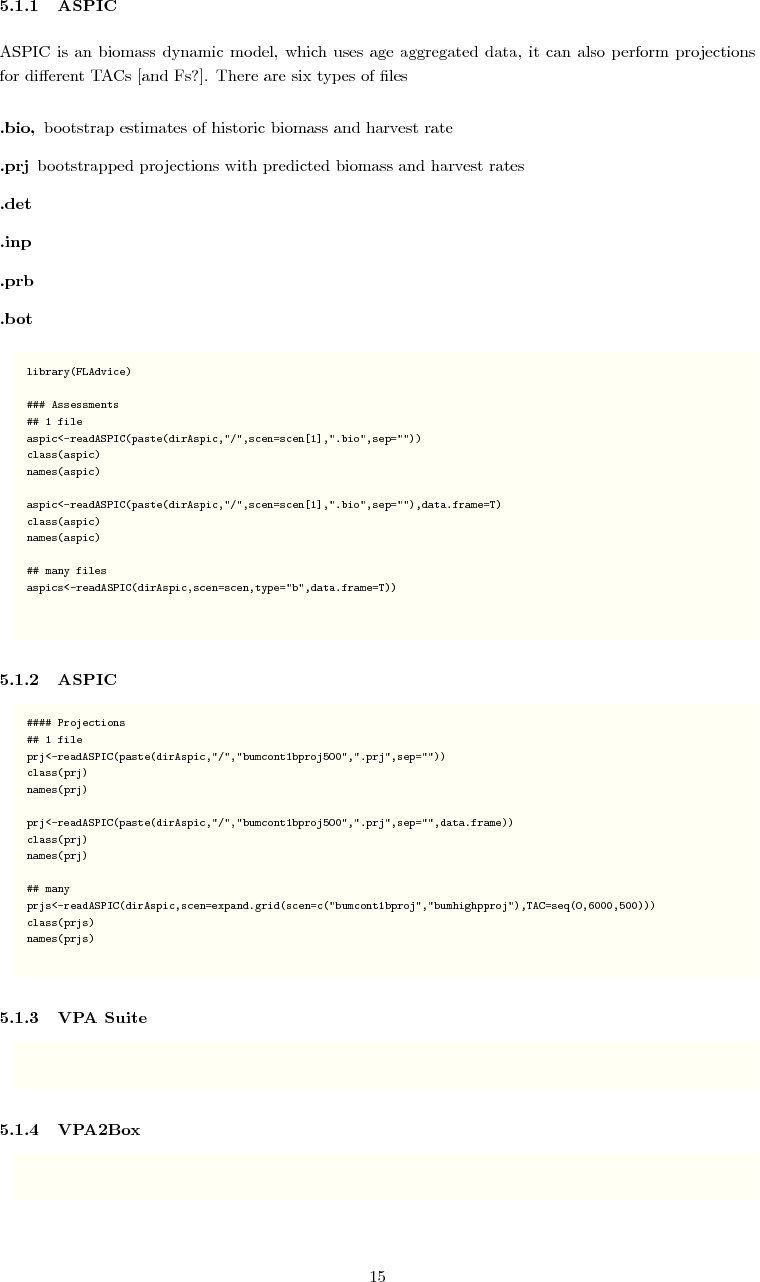 5.1.1 ASPIC
ASPIC is an biomass dynamic model, which uses age aggregated data, it can also perform projections
for different TACs [and Fs?]. There are six types of files
.bio, bootstrap estimates of historic biomass and harvest rate
.prj bootstrapped projections with predicted biomass and harvest rates
.det
.inp
.prb
.bot
library(FLAdvice)
### Assessments
## 1 file
aspic<-readASPIC(paste(dirAspic,"/",scen=scen[1],".bio",sep=""))
class(aspic)
names(aspic)
aspic<-readASPIC(paste(dirAspic,"/",scen=scen[1],".bio",sep=""),data.frame=T)
class(aspic)
names(aspic)
## many files
aspics<-readASPIC(dirAspic,scen=scen,type="b",data.frame=T))
5.1.2 ASPIC
#### Projections
## 1 file
prj<-readASPIC(paste(dirAspic,"/","bumcont1bproj500",".prj",sep=""))
class(prj)
names(prj)
prj<-readASPIC(paste(dirAspic,"/","bumcont1bproj500",".prj",sep="",data.frame))
class(prj)
names(prj)
## many
prjs<-readASPIC(dirAspic,scen=expand.grid(scen=c("bumcont1bproj","bumhighpproj"),TAC=seq(0,6000,500)))
class(prjs)
names(prjs)
5.1.3 VPA Suite
5.1.4 VPA2Box
15